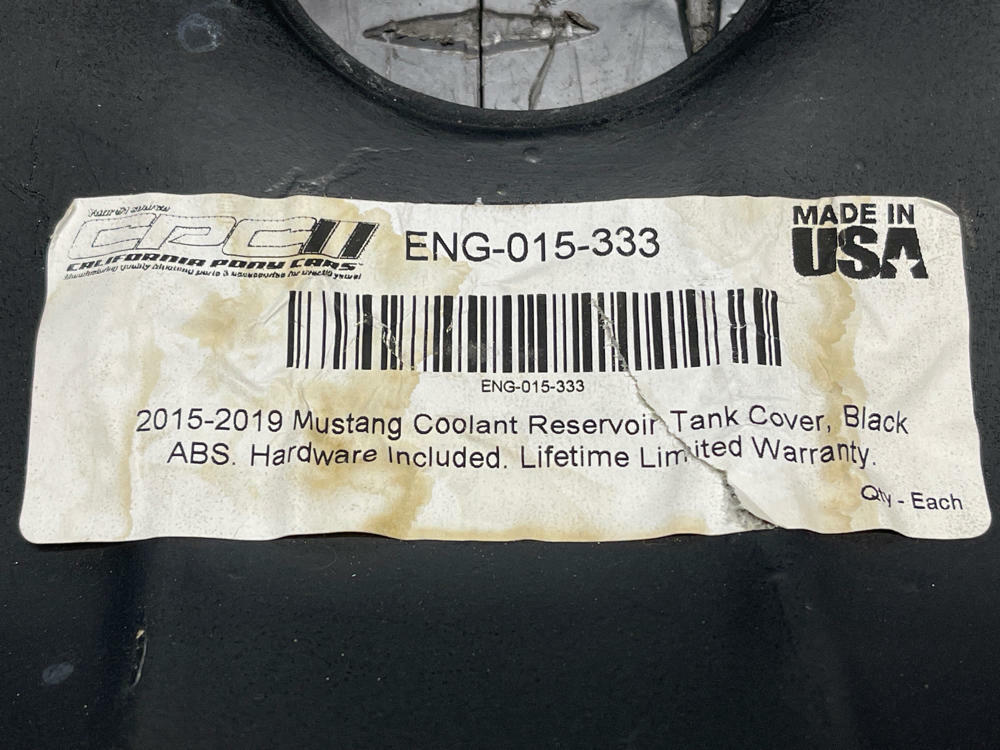 CPC
CALIFORNIA PONY CARS
ENG-015-333
MADE IN
USA
ENG-015-333
2015-2019 Mustang Coolant Reservoir Tank Cover, Black
ABS. Hardware Included. Lifetime Limited Warranty.
Qty - Each